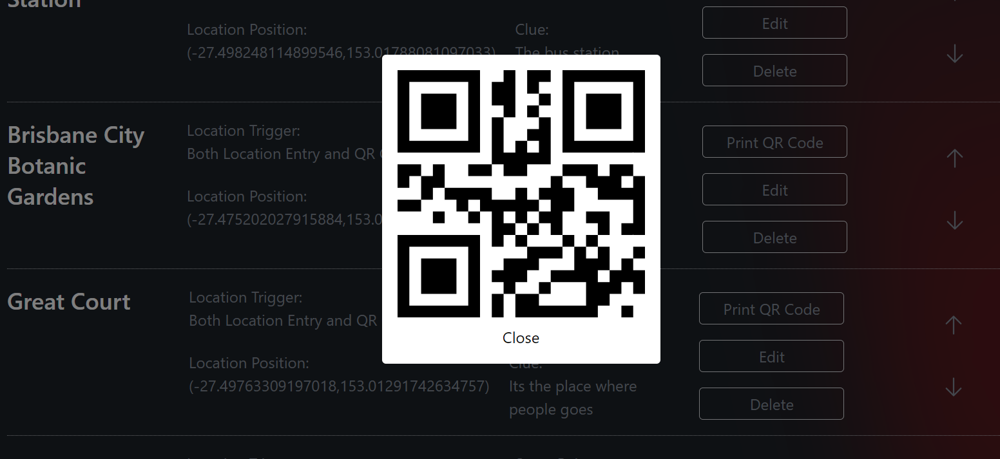 Station
Location Position:
(-27.498248114899546,153.01788081097033)
Clue:
The bus station
Edit
Delete
Brisbane City
Botanic
Gardens
Location Trigger:
Both Location Entry and QR
Location Position:
(-27.475202027915884,153.0
Print QR Code
Edit
Delete
Close
Great Court
Location Trigger:
Both Location Entry and QR
Location Position:
(-27.49763309197018,153.01291742634757)
Clue:
Its the place where
people goes
Print QR Code
Edit
Delete